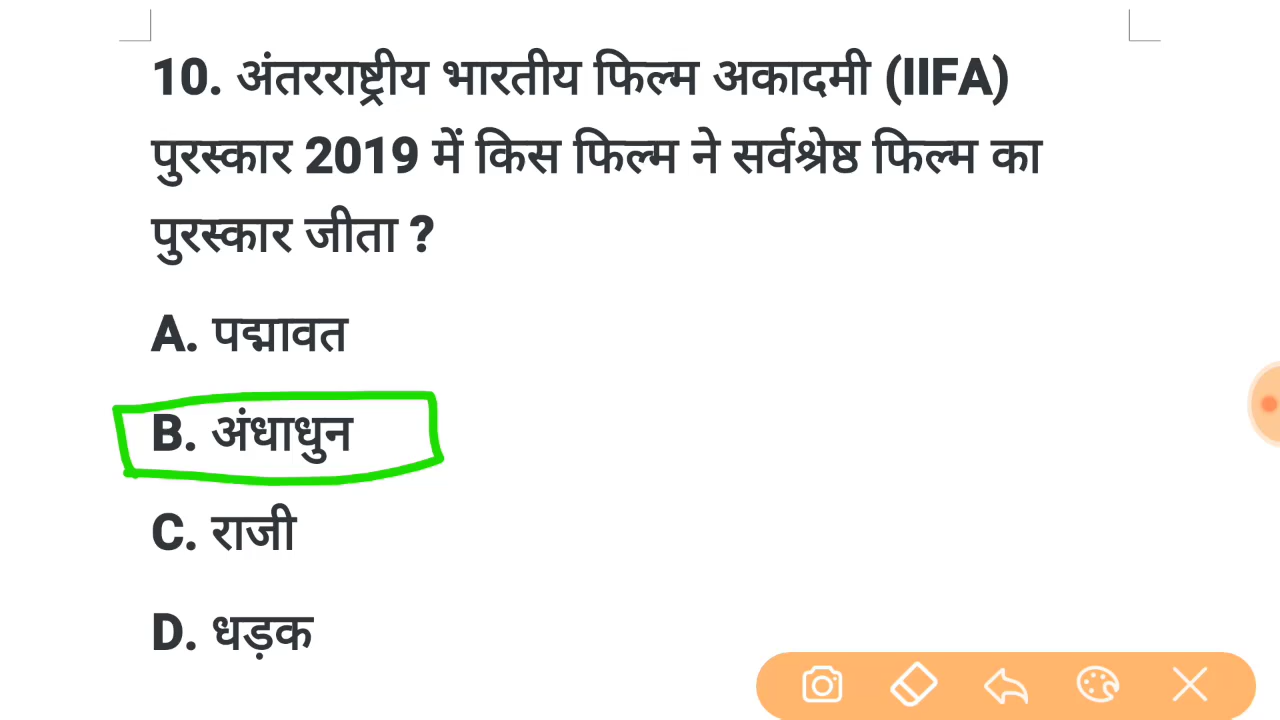 10. अंतरराष्ट्रीय भारतीय फिल्म अकादमी (IIFA)
पुरस्कार 2019 में किस फिल्म ने सर्वश्रेष्ठ फिल्म का
पुरस्कार जीता ?
A. पद्मावत
B. अंधाधुन
C. राजी
D. धड़क